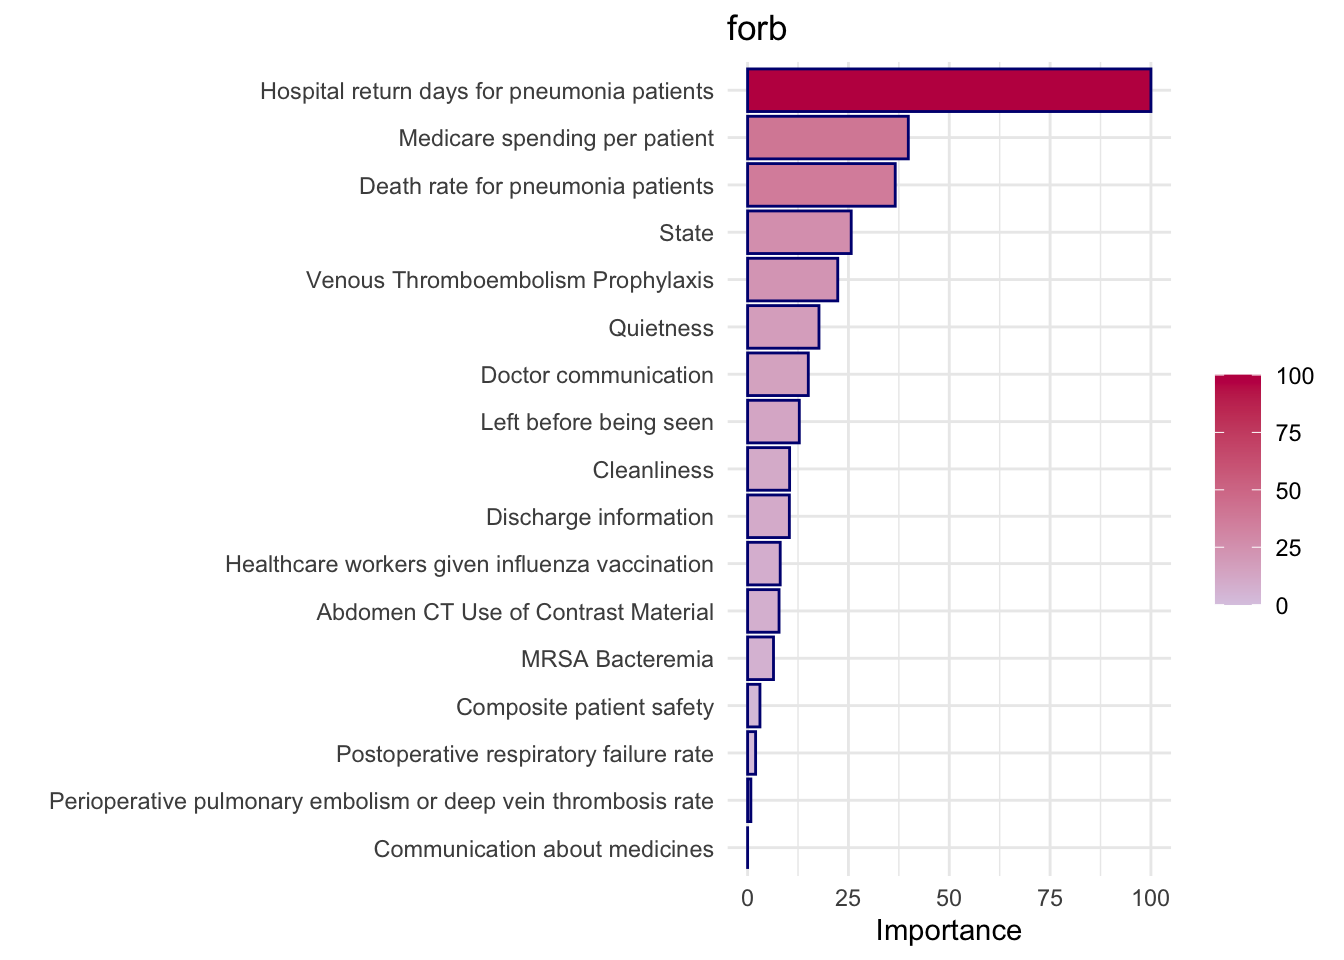 forb
Hospital return days for pneumonia patients
Medicare spending per patient
Death rate for pneumonia patients
State
Venous Thromboembolism Prophylaxis
Quietness
Doctor communication
Left before being seen
Cleanliness
Discharge information
Healthcare workers given influenza vaccination
Abdomen CT Use of Contrast Material
MRSA Bacteremia
Composite patient safety
Postoperative respiratory failure rate
Perioperative pulmonary embolism or deep vein thrombosis rate
Communication about medicines
0 25 50 75 100
Importance
100
75
50
25
0